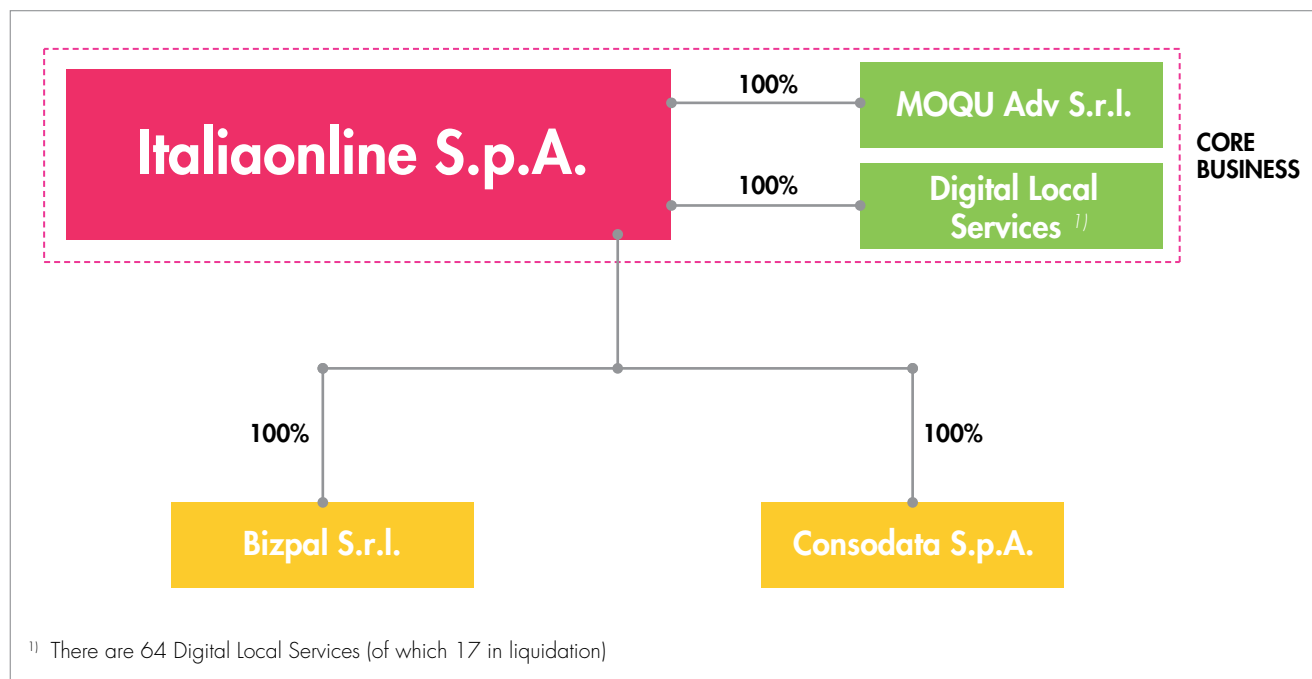 Italiaonline S.p.A.
100%
MOQU Adv S.r.l.
100%
Digital Local
Services 1)
CORE
BUSINESS
100%
100%
Bizpal S.r.l.
Consodata S.p.A.
1) There are 64 Digital Local Services (of which 17 in liquidation)